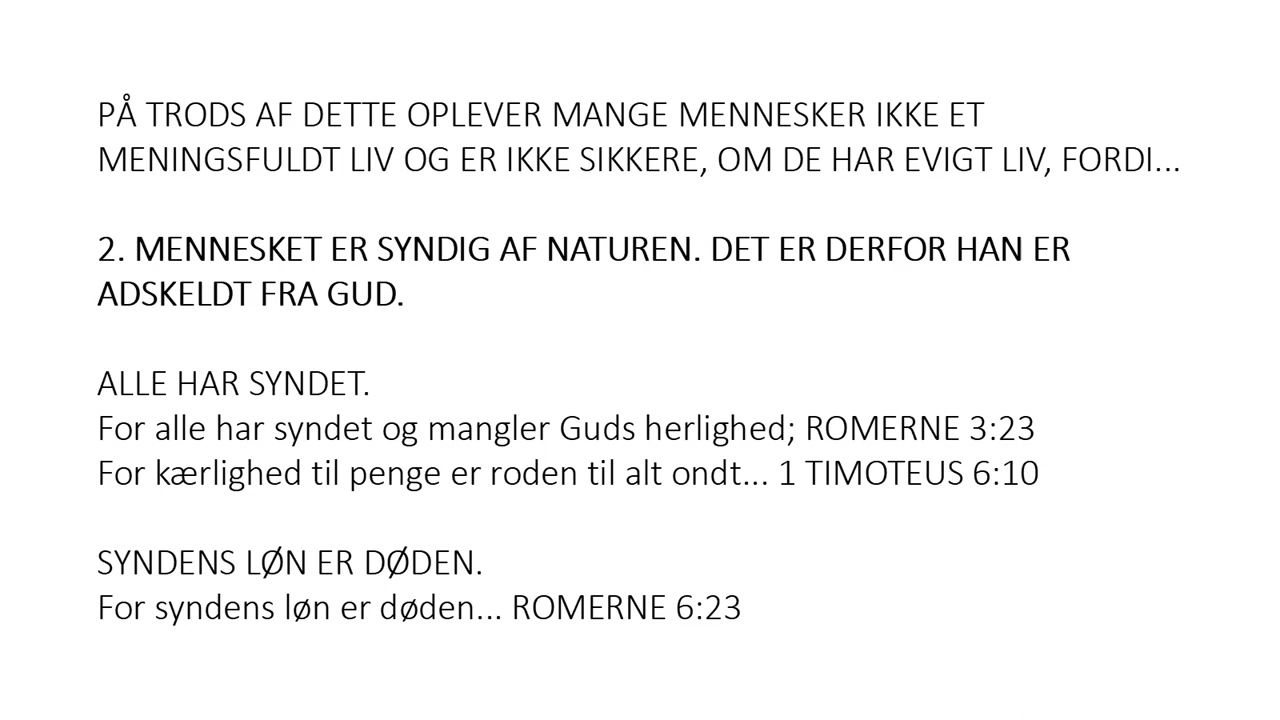 PÅ TRODS AF DETTE OPLEVER MANGE MENNESKER IKKE ET
MENINGSFULDT LIV OG ER IKKE SIKKERE, OM DE HAR EVIGT LIV, FORDI...
2. MENNESKET ER SYNDIG AF NATUREN. DET ER DERFOR HAN ER
ADSKELDT FRA GUD.
ALLE HAR SYNDET.
For alle har syndet og mangler Guds herlighed; ROMERNE 3:23
For kærlighed til penge er roden til alt ondt... 1 TIMOTEUS 6:10
SYNDENS LØN ER DØDEN.
For syndens løn er døden... ROMERNE 6:23